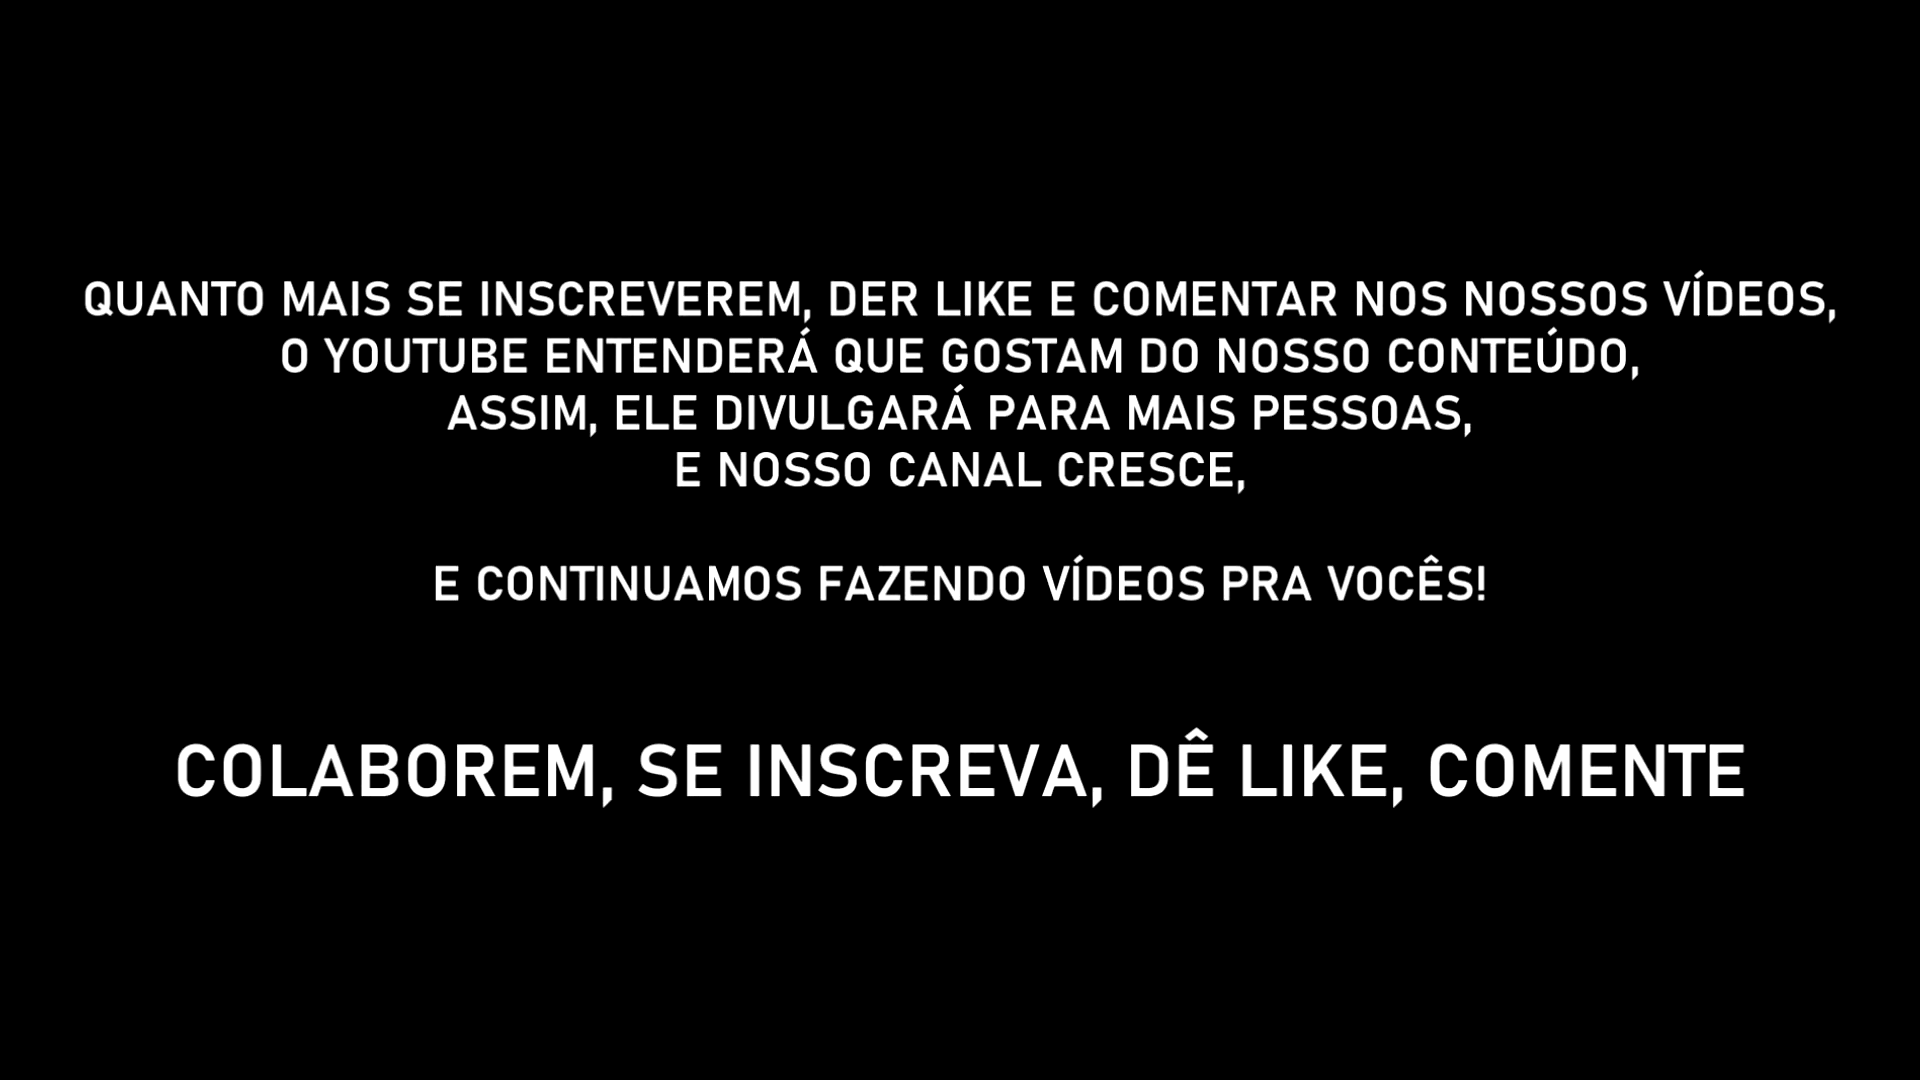 QUANTO MAIS SE INSCREVEREM, DER LIKE E COMENTAR NOS NOSSOS VÍDEOS,
O YOUTUBE ENTENDERÁ QUE GOSTAM DO NOSSO CONTEÚDO,
ASSIM, ELE DIVULGARÁ PARA MAIS PESSOAS,
E NOSSO CANAL CRESCE,
E CONTINUAMOS FAZENDO VÍDEOS PRA VOCÊS!
COLABOREM, SE INSCREVA, DÊ LIKE, COMENTE